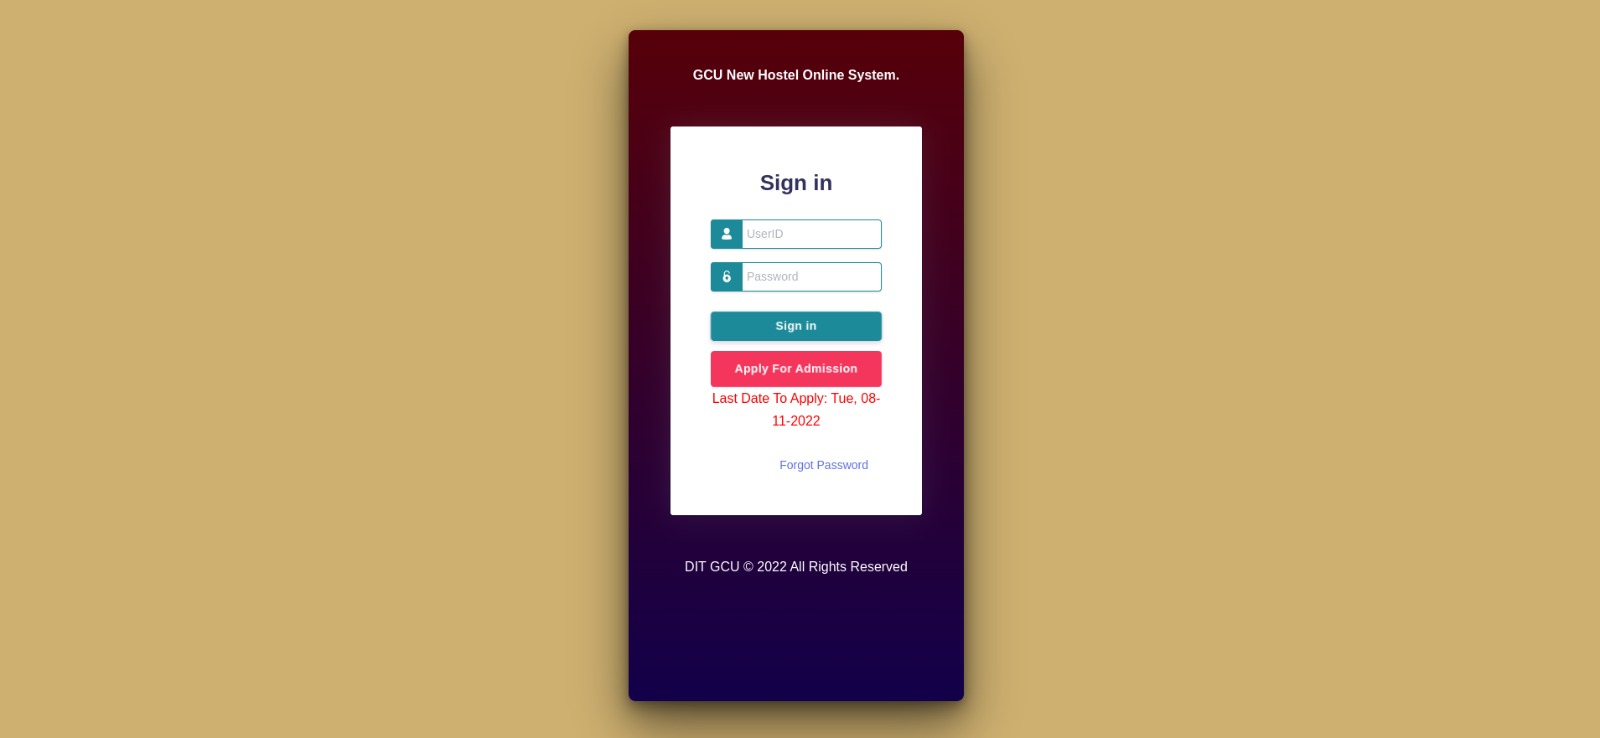 GCU New Hostel Online System.
Sign in
UserID
Password
Sign in
Apply For Admission
Last Date To Apply: Tue, 08-
11-2022
Forgot Password
DIT GCU © 2022 All Rights Reserved